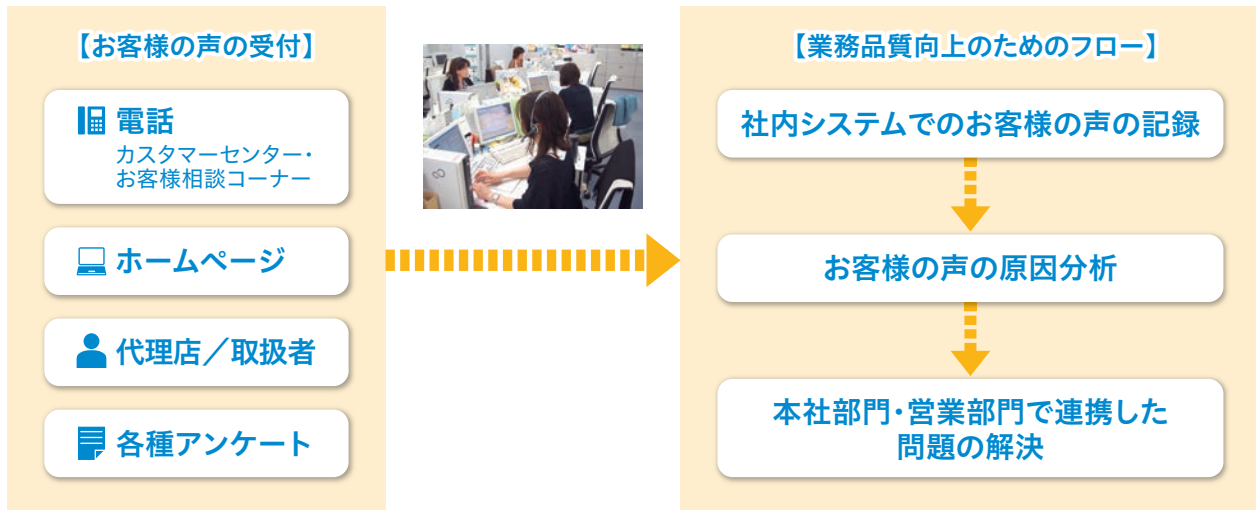 【お客様の声の受付】
電話
カスタマーセンター・
お客様相談コーナー
ホームページ
代理店／取扱者
各種アンケート
【業務品質向上のためのフロー】
社内システムでのお客様の声の記録
お客様の声の原因分析
本社部門・営業部門で連携した
問題の解決